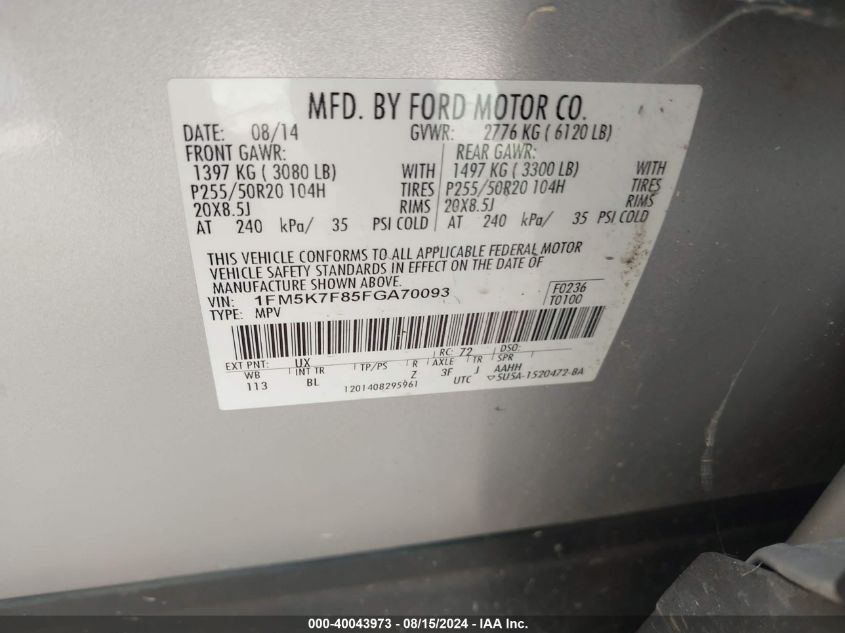 MFD. BY FORD MOTOR CO.
DATE: 08/14 GVWR: 2776 KG ( 6120 LB)
FRONT GAWR: REAR GAWR:
1397 KG ( 3080 LB) WITH 1497 KG ( 3300 LB) WITH
P255/50R20 104H TIRES P255/50R20 104H TIRES
20X8.5J RIMS 20X8.5J RIMS
AT 240 kPa/ 35 PSI COLD AT 240 kPa/ 35 PSI COLD
THIS VEHICLE CONFORMS TO ALL APPLICABLE FEDERAL MOTOR
VEHICLE SAFETY STANDARDS IN EFFECT ON THE DATE OF
MANUFACTURE SHOWN ABOVE.
VIN: 1FM5K7F85FGA70093 F0236
TYPE: MPV T0100
EXT PNT: UX RC: 72 DSO:
WB INT TR TP/PS R AXLE TR SPR
113 BL Z 3F J AAHH
1201408295961 UTC ▽5U5A-1520472-BA
000-40043973 - 08/15/2024 - IAA Inc.